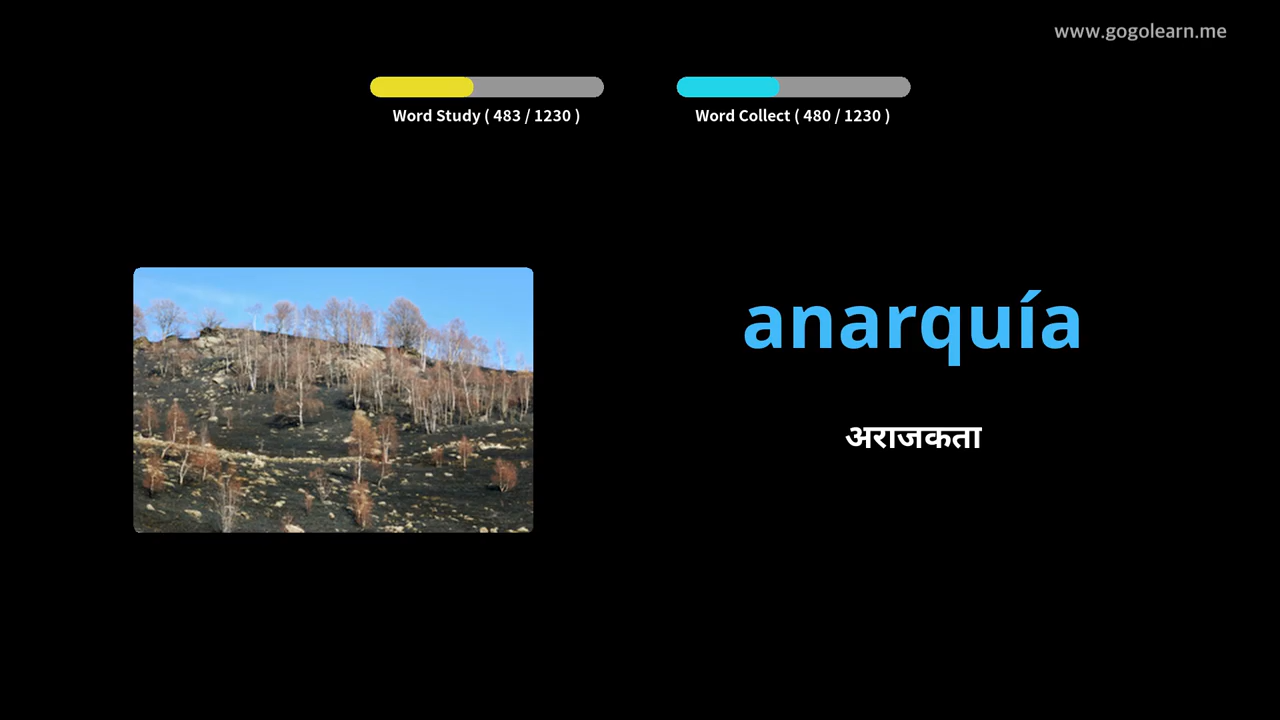 www.gogolearn.me
Word Study ( 483 / 1230 )
Word Collect ( 480 / 1230 )
anarquía
अराजकता